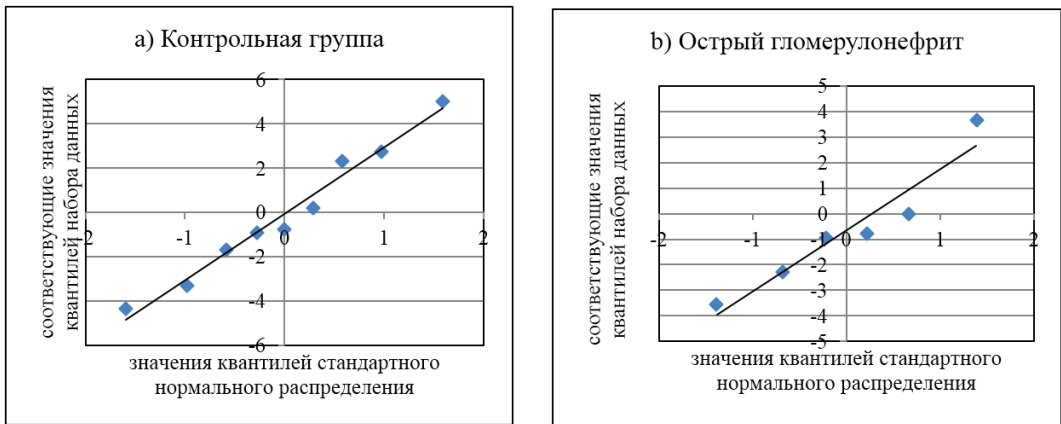 а) Контрольная группа
соответствующие значения
квантилей набора данных
6
4
2
0
-2
-4
-6
-2
-1
0
1
2
значения квантилей стандартного
нормального распределения
b) Острый гломерулонефрит
соответствующие значения
квантилей набора данных
5
4
3
2
1
0
-1
-2
-3
-4
-5
-2
-1
0
1
2
значения квантилей стандартного
нормального распределения